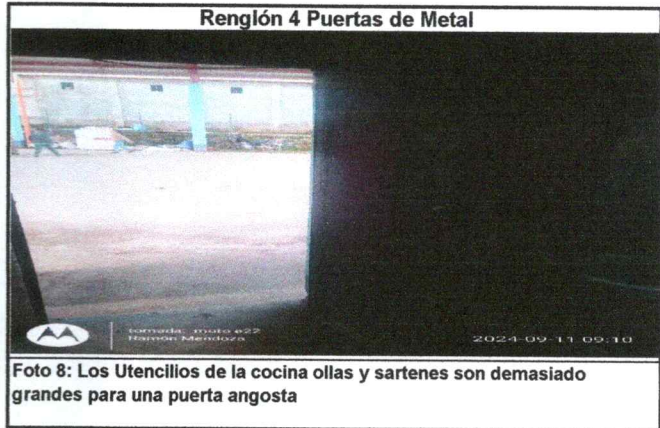 Renglón 4 Puertas de Metal
tomada: moto e22
Ramón Mendoza
2024-09-11 09:10
Foto 8: Los Utencilios de la cocina ollas y sartenes son demasiado
grandes para una puerta angosta